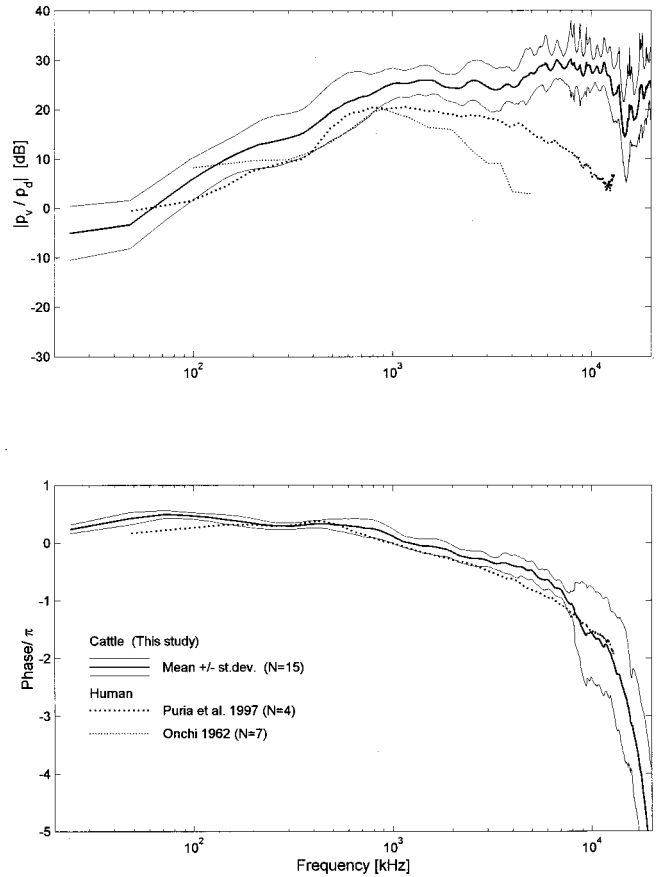 40
30
20
10
0
-10
-20
-30
|p_v / p_d| [dB]
10^2
10^3
10^4
1
0
-1
-2
-3
-4
-5
Phase/ π
Cattle (This study)
Mean +/- st.dev. (N=15)
Human
Puria et al. 1997 (N=4)
Onchi 1962 (N=7)
10^2
10^3
10^4
Frequency [kHz]